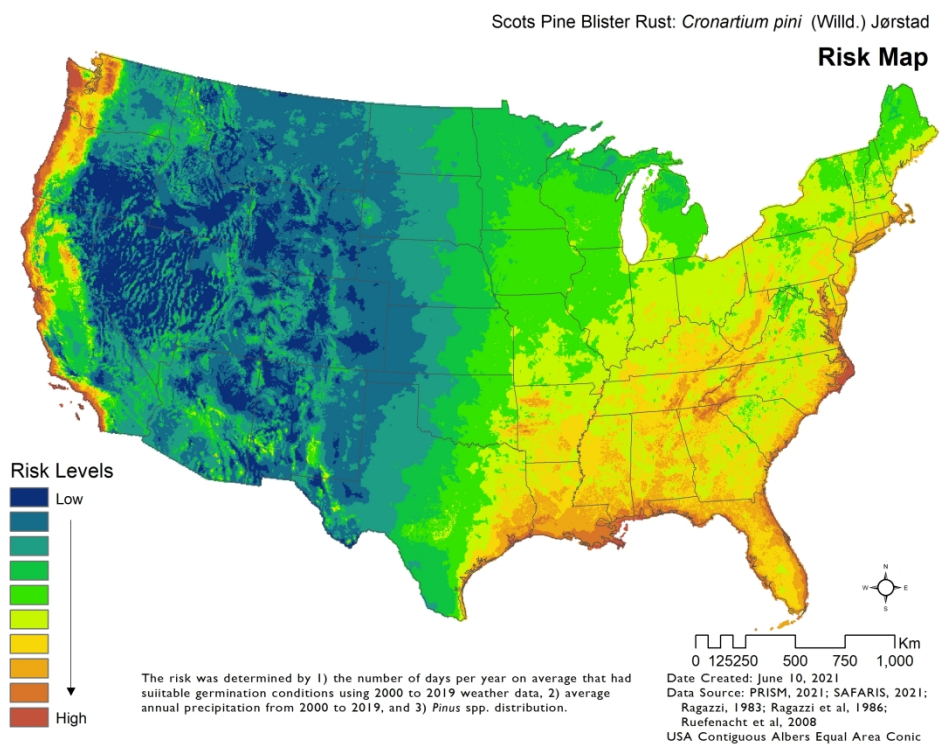 Scots Pine Blister Rust: Cronartium pini (Willd.) Jørstad
Risk Map
Risk Levels
Low
High
The risk was determined by 1) the number of days per year on average that had
suiitable germination conditions using 2000 to 2019 weather data, 2) average
annual precipitation from 2000 to 2019, and 3) Pinus spp. distribution.
N
W E
S
Km
0 125250 500 750 1,000
Date Created: June 10, 2021
Data Source: PRISM, 2021; SAFARIS, 2021;
Ragazzi, 1983; Ragazzi et al, 1986;
Ruefenacht et al, 2008
USA Contiguous Albers Equal Area Conic